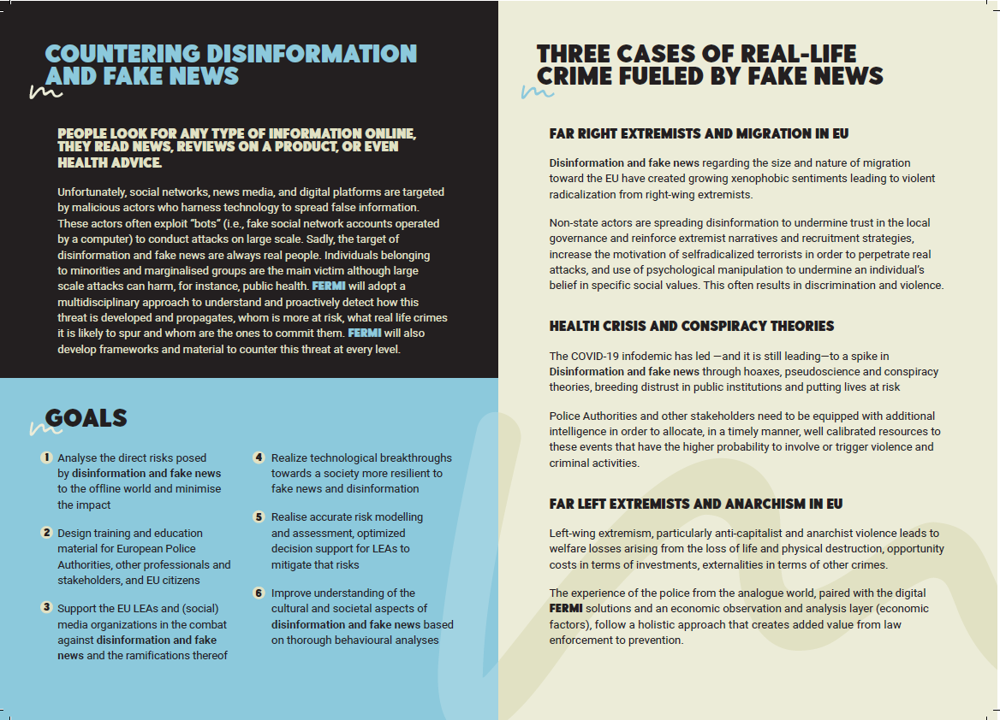 COUNTERING DISINFORMATION
AND FAKE NEWS
PEOPLE LOOK FOR ANY TYPE OF INFORMATION ONLINE,
THEY READ NEWS, REVIEWS ON A PRODUCT, OR EVEN
HEALTH ADVICE.
Unfortunately, social networks, news media, and digital platforms are targeted
by malicious actors who harness technology to spread false information.
These actors often exploit “bots” (i.e., fake social network accounts operated
by a computer) to conduct attacks on large scale. Sadly, the target of
disinformation and fake news are always real people. Individuals belonging
to minorities and marginalised groups are the main victim although large
scale attacks can harm, for instance, public health. FERMI will adopt a
multidisciplinary approach to understand and proactively detect how this
threat is developed and propagates, whom is more at risk, what real life crimes
it is likely to spur and whom are the ones to commit them. FERMI will also
develop frameworks and material to counter this threat at every level.
GOALS
1 Analyse the direct risks posed
by disinformation and fake news
to the offline world and minimise
the impact
2 Design training and education
material for European Police
Authorities, other professionals and
stakeholders, and EU citizens
3 Support the EU LEAs and (social)
media organizations in the combat
against disinformation and fake
news and the ramifications thereof
4 Realize technological breakthroughs
towards a society more resilient to
fake news and disinformation
5 Realise accurate risk modelling
and assessment, optimized
decision support for LEAs to
mitigate that risks
6 Improve understanding of the
cultural and societal aspects of
disinformation and fake news based
on thorough behavioural analyses
THREE CASES OF REAL-LIFE
CRIME FUELED BY FAKE NEWS
FAR RIGHT EXTREMISTS AND MIGRATION IN EU
Disinformation and fake news regarding the size and nature of migration
toward the EU have created growing xenophobic sentiments leading to violent
radicalization from right-wing extremists.
Non-state actors are spreading disinformation to undermine trust in the local
governance and reinforce extremist narratives and recruitment strategies,
increase the motivation of selfradicalized terrorists in order to perpetrate real
attacks, and use of psychological manipulation to undermine an individual’s
belief in specific social values. This often results in discrimination and violence.
HEALTH CRISIS AND CONSPIRACY THEORIES
The COVID-19 infodemic has led —and it is still leading—to a spike in
Disinformation and fake news through hoaxes, pseudoscience and conspiracy
theories, breeding distrust in public institutions and putting lives at risk
Police Authorities and other stakeholders need to be equipped with additional
intelligence in order to allocate, in a timely manner, well calibrated resources to
these events that have the higher probability to involve or trigger violence and
criminal activities.
FAR LEFT EXTREMISTS AND ANARCHISM IN EU
Left-wing extremism, particularly anti-capitalist and anarchist violence leads to
welfare losses arising from the loss of life and physical destruction, opportunity
costs in terms of investments, externalities in terms of other crimes.
The experience of the police from the analogue world, paired with the digital
FERMI solutions and an economic observation and analysis layer (economic
factors), follow a holistic approach that creates added value from law
enforcement to prevention.